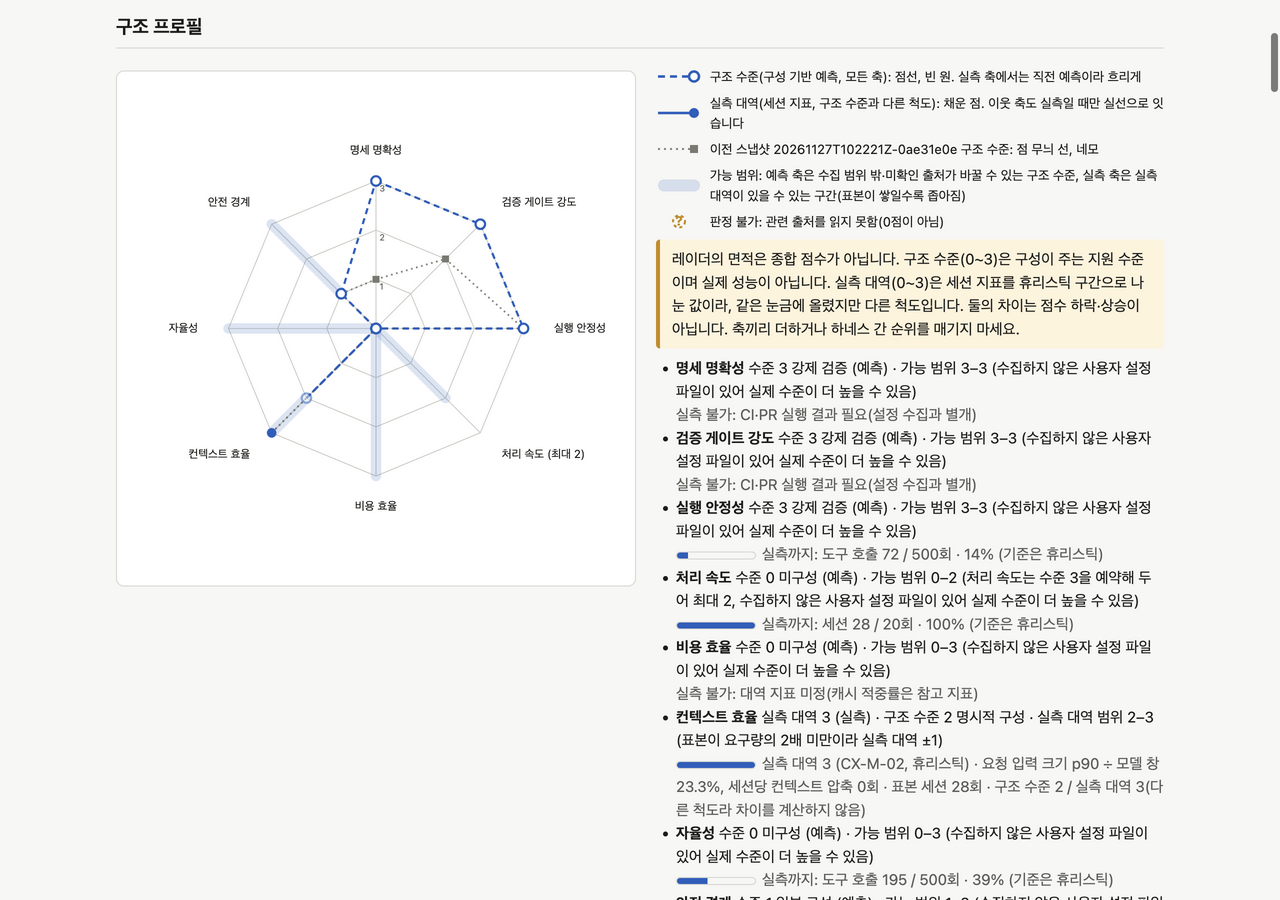 구조 프로필
명세 명확성
검증 게이트 강도
실행 안정성
처리 속도 (최대 2)
비용 효율
컨텍스트 효율
자율성
안전 경계
3
2
1
구조 수준(구성 기반 예측, 모든 축): 점선, 빈 원. 실측 축에서는 직전 예측이라 흐리게
실측 대역(세션 지표, 구조 수준과 다른 척도): 채운 점. 이웃 축도 실측일 때만 실선으로 잇
습니다
이전 스냅샷 20261127T102221Z-0ae31e0e 구조 수준: 점 무늬 선, 네모
가능 범위: 예측 축은 수집 범위 밖·미확인 출처가 바꿀 수 있는 구조 수준, 실측 축은 실측
대역이 있을 수 있는 구간(표본이 쌓일수록 좁아짐)
?
판정 불가: 관련 출처를 읽지 못함(0점이 아님)
레이더의 면적은 종합 점수가 아닙니다. 구조 수준(0~3)은 구성이 주는 지원 수준
이며 실제 성능이 아닙니다. 실측 대역(0~3)은 세션 지표를 휴리스틱 구간으로 나
눈 값이라, 같은 눈금에 올렸지만 다른 척도입니다. 둘의 차이는 점수 하락·상승이
아닙니다. 축끼리 더하거나 하네스 간 순위를 매기지 마세요.
• 명세 명확성 수준 3 강제 검증 (예측) · 가능 범위 3–3 (수집하지 않은 사용자 설정
파일이 있어 실제 수준이 더 높을 수 있음)
실측 불가: CI·PR 실행 결과 필요(설정 수집과 별개)
• 검증 게이트 강도 수준 3 강제 검증 (예측) · 가능 범위 3–3 (수집하지 않은 사용자
설정 파일이 있어 실제 수준이 더 높을 수 있음)
실측 불가: CI·PR 실행 결과 필요(설정 수집과 별개)
• 실행 안정성 수준 3 강제 검증 (예측) · 가능 범위 3–3 (수집하지 않은 사용자 설정
파일이 있어 실제 수준이 더 높을 수 있음)
실측까지: 도구 호출 72 / 500회 · 14% (기준은 휴리스틱)
• 처리 속도 수준 0 미구성 (예측) · 가능 범위 0–2 (처리 속도는 수준 3을 예약해 두
어 최대 2, 수집하지 않은 사용자 설정 파일이 있어 실제 수준이 더 높을 수 있음)
실측까지: 세션 28 / 20회 · 100% (기준은 휴리스틱)
• 비용 효율 수준 0 미구성 (예측) · 가능 범위 0–3 (수집하지 않은 사용자 설정 파일
이 있어 실제 수준이 더 높을 수 있음)
실측 불가: 대역 지표 미정(캐시 적중률은 참고 지표)
• 컨텍스트 효율 실측 대역 3 (실측) · 구조 수준 2 명시적 구성 · 실측 대역 범위 2–3
(표본이 요구량의 2배 미만이라 실측 대역 ±1)
실측 대역 3 (CX-M-02, 휴리스틱) · 요청 입력 크기 p90 ÷ 모델 창
23.3%, 세션당 컨텍스트 압축 0회 · 표본 세션 28회 · 구조 수준 2 / 실측 대역 3(다
른 척도라 차이를 계산하지 않음)
• 자율성 수준 0 미구성 (예측) · 가능 범위 0–3 (수집하지 않은 사용자 설정 파일이
있어 실제 수준이 더 높을 수 있음)
실측까지: 도구 호출 195 / 500회 · 39% (기준은 휴리스틱)